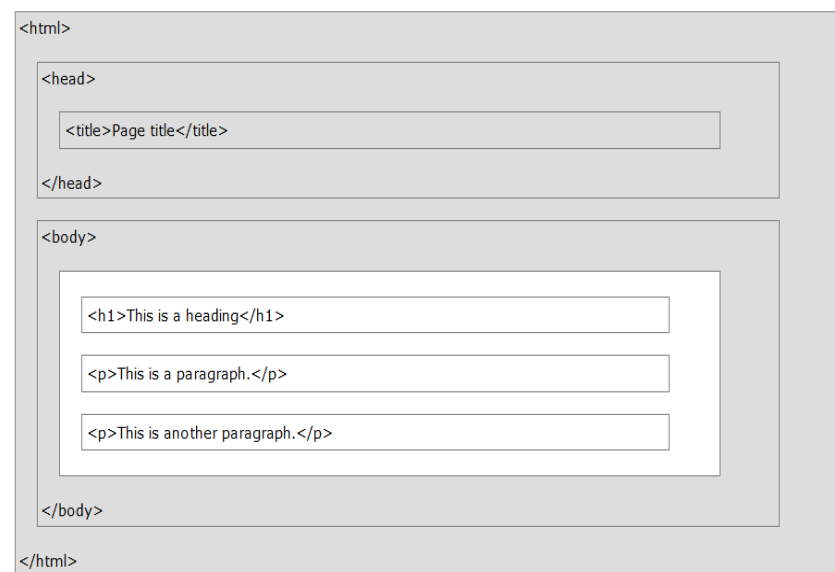 <html>
<head>
<title>Page title</title>
</head>
<body>
<h1>This is a heading</h1>
<p>This is a paragraph.</p>
<p>This is another paragraph.</p>
</body>
</html>